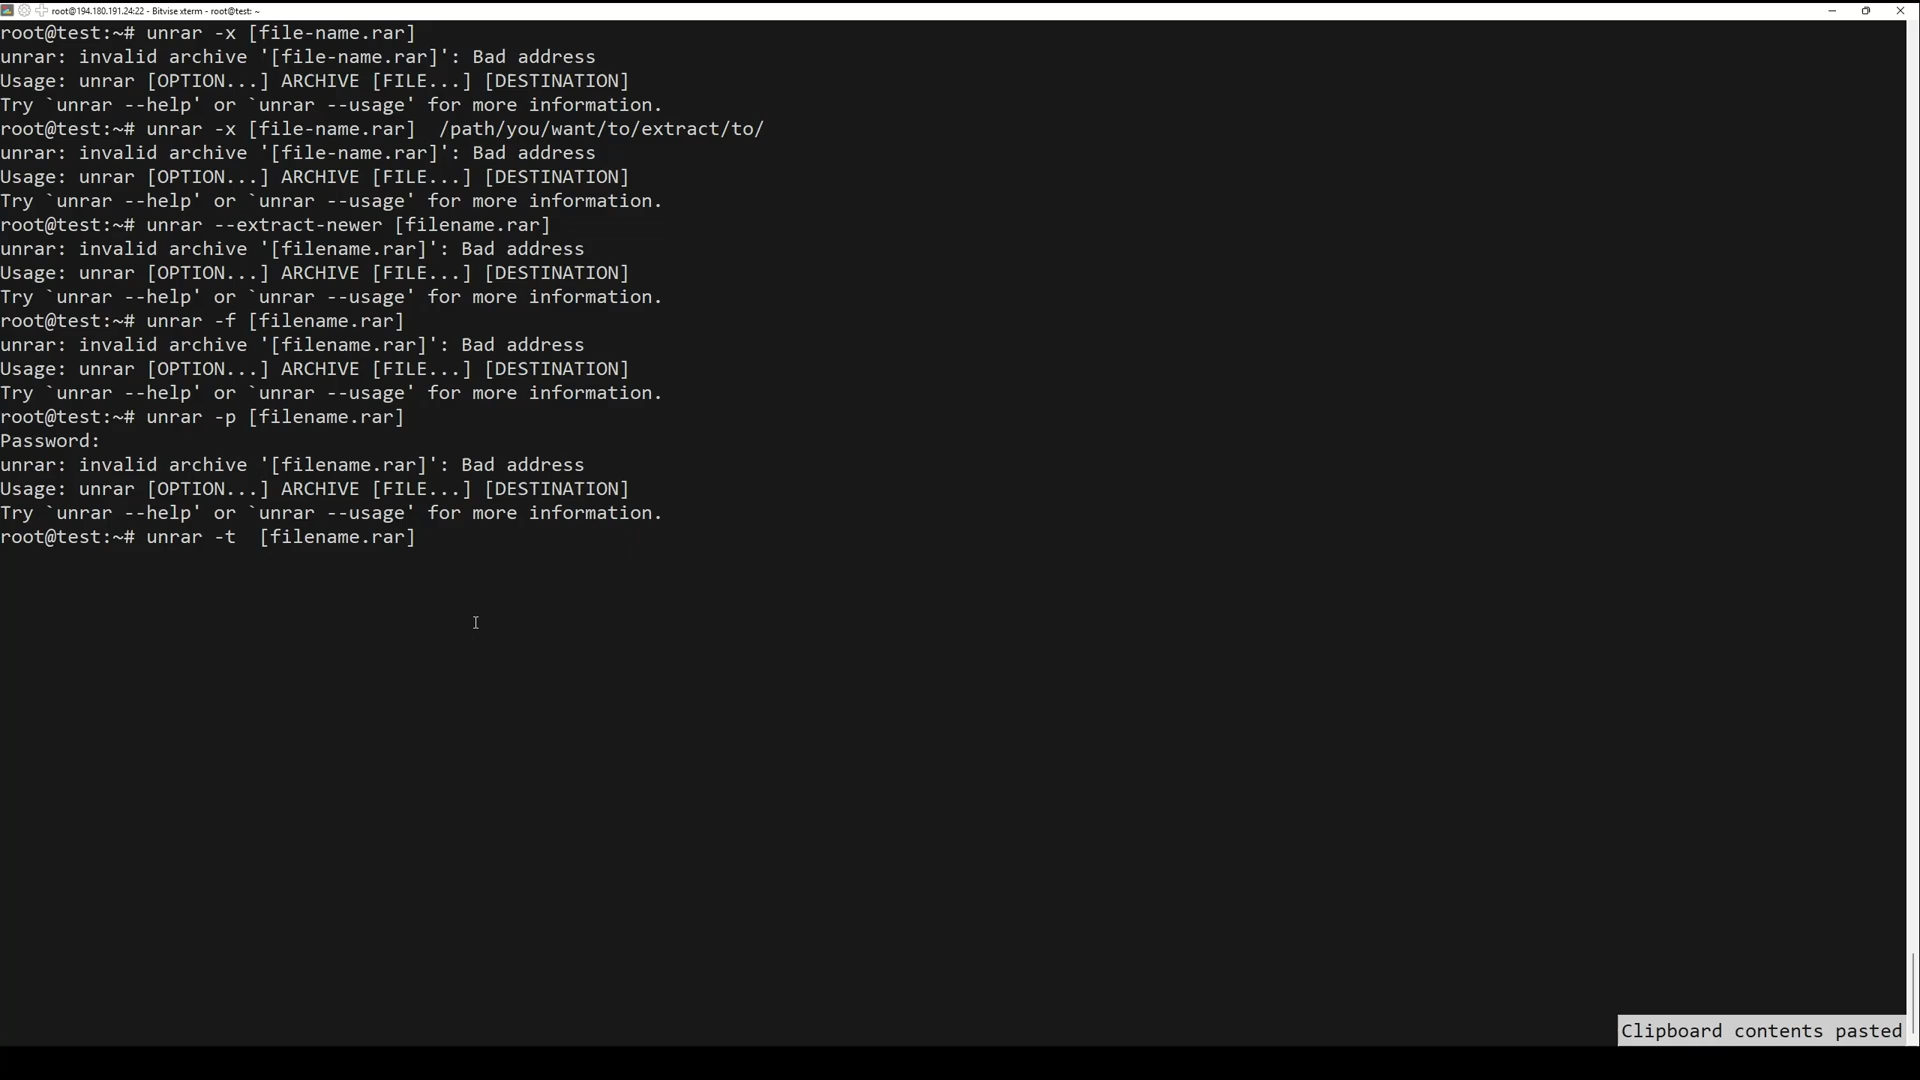 root@194.180.191.24:22 - Bitvise xterm - root@test: ~
root@test:~# unrar -x [file-name.rar]
unrar: invalid archive '[file-name.rar]': Bad address
Usage: unrar [OPTION...] ARCHIVE [FILE...] [DESTINATION]
Try `unrar --help' or `unrar --usage' for more information.
root@test:~# unrar -x [file-name.rar]  /path/you/want/to/extract/to/
unrar: invalid archive '[file-name.rar]': Bad address
Usage: unrar [OPTION...] ARCHIVE [FILE...] [DESTINATION]
Try `unrar --help' or `unrar --usage' for more information.
root@test:~# unrar --extract-newer [filename.rar]
unrar: invalid archive '[filename.rar]': Bad address
Usage: unrar [OPTION...] ARCHIVE [FILE...] [DESTINATION]
Try `unrar --help' or `unrar --usage' for more information.
root@test:~# unrar -f [filename.rar]
unrar: invalid archive '[filename.rar]': Bad address
Usage: unrar [OPTION...] ARCHIVE [FILE...] [DESTINATION]
Try `unrar --help' or `unrar --usage' for more information.
root@test:~# unrar -p [filename.rar]
Password:
unrar: invalid archive '[filename.rar]': Bad address
Usage: unrar [OPTION...] ARCHIVE [FILE...] [DESTINATION]
Try `unrar --help' or `unrar --usage' for more information.
root@test:~# unrar -t  [filename.rar]
Clipboard contents pasted